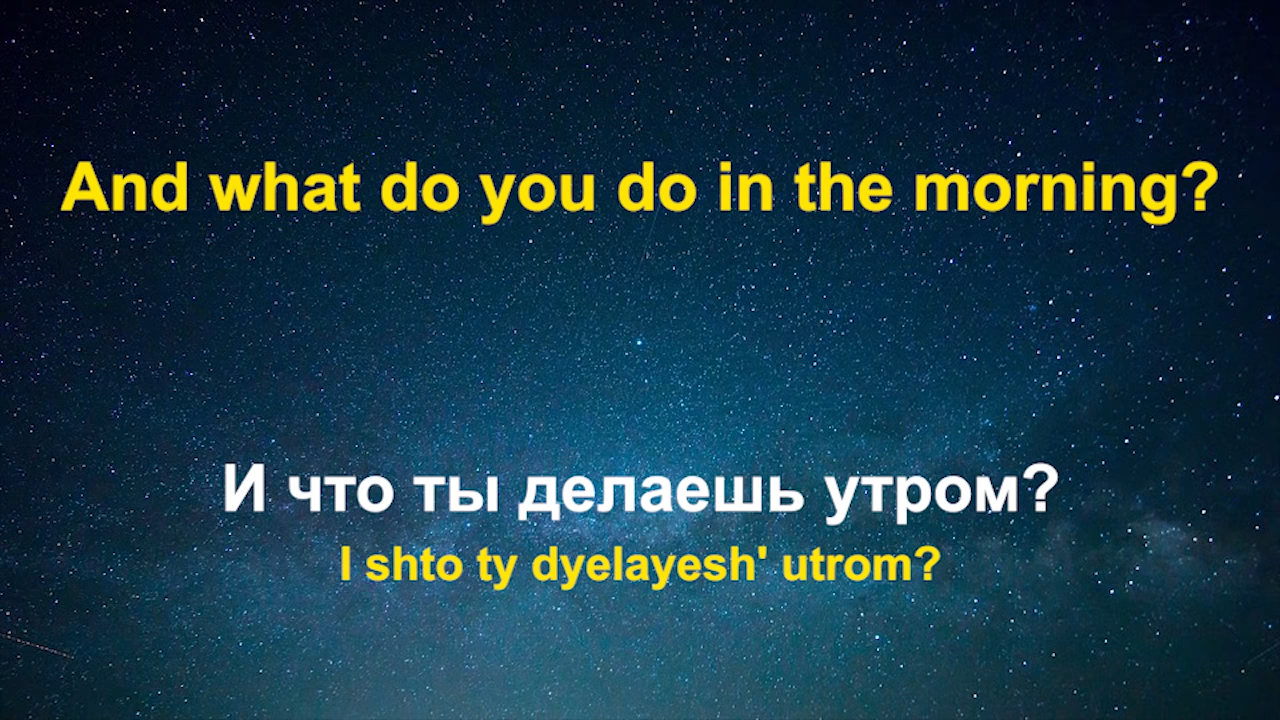 And what do you do in the morning?
И что ты делаешь утром?
I shto ty dyelayesh' utrom?